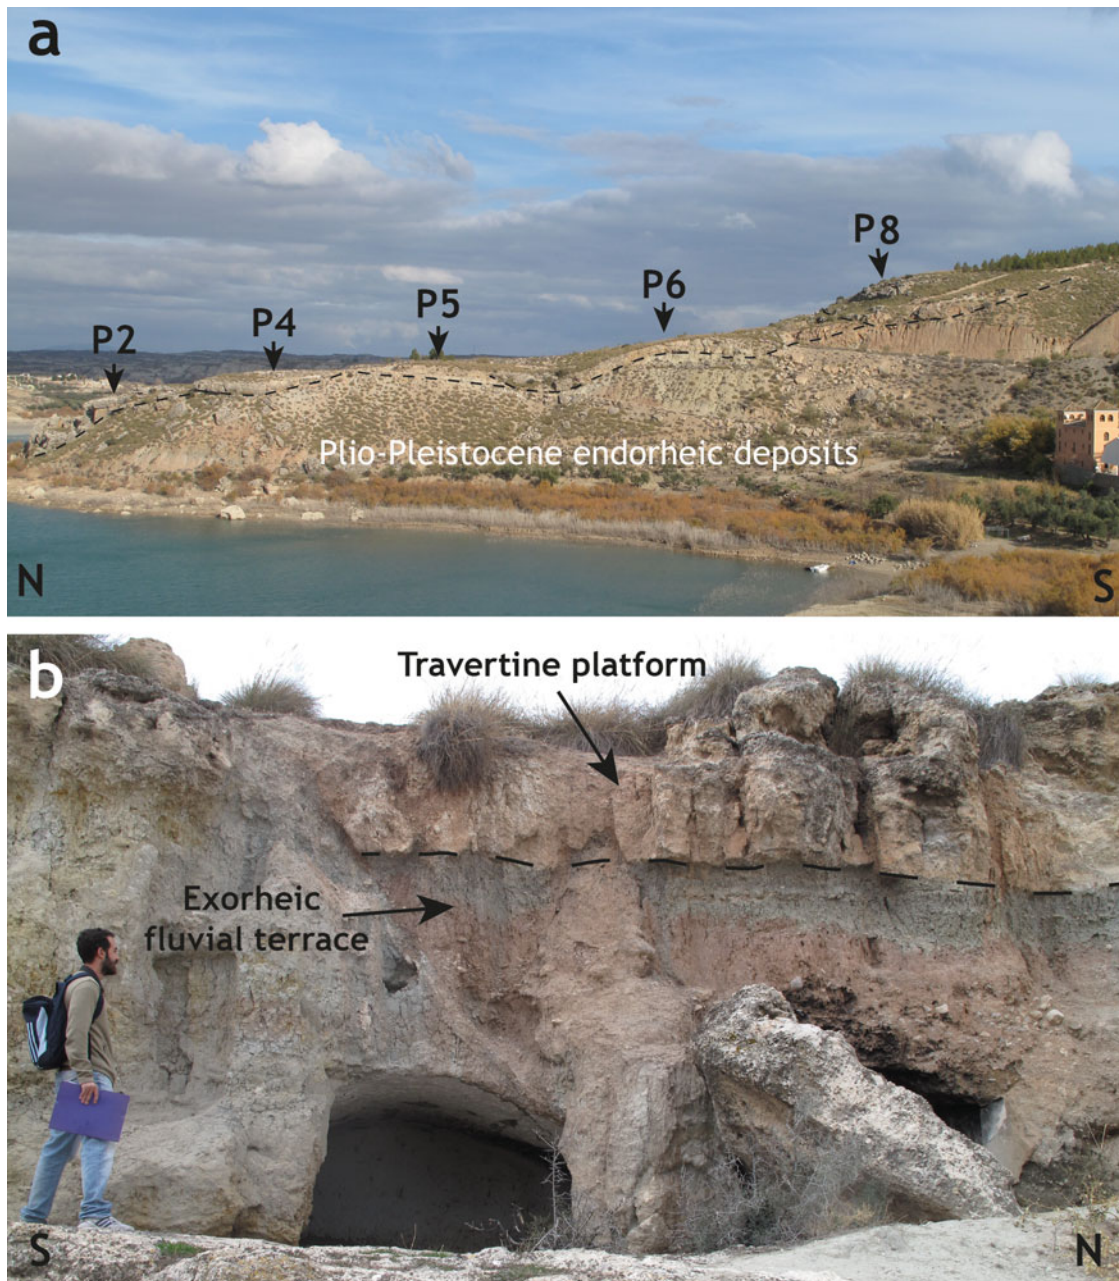 a
P8
P6
P5
P4
P2
Plio-Pleistocene endorheic deposits
N
S
b
Travertine platform
Exorheic
fluvial terrace
S
N